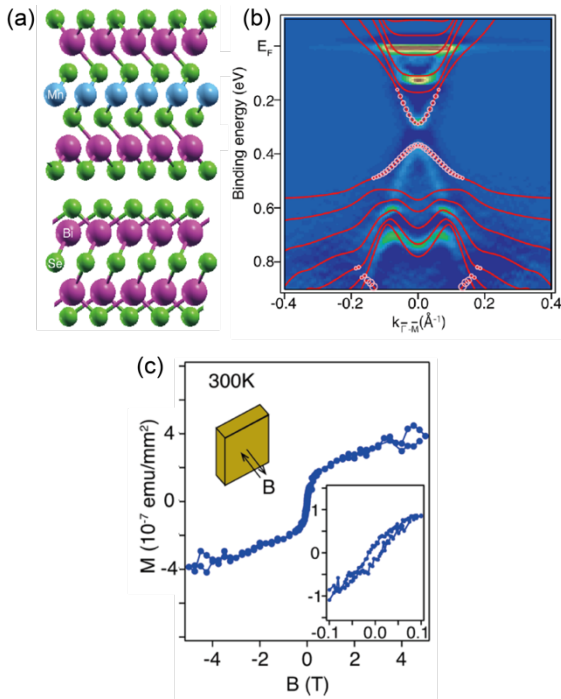 (a)
Mn
Bi
Se
(b)
E_F
0.2
0.4
0.6
0.8
Binding energy (eV)
-0.4
-0.2
0.0
0.2
0.4
k_Γ̄-M̄ (Å⁻¹)
(c)
300K
B
4
0
-4
M (10⁻⁷ emu/mm²)
1
0
-1
-0.1
0.0
0.1
-4
-2
0
2
4
B (T)